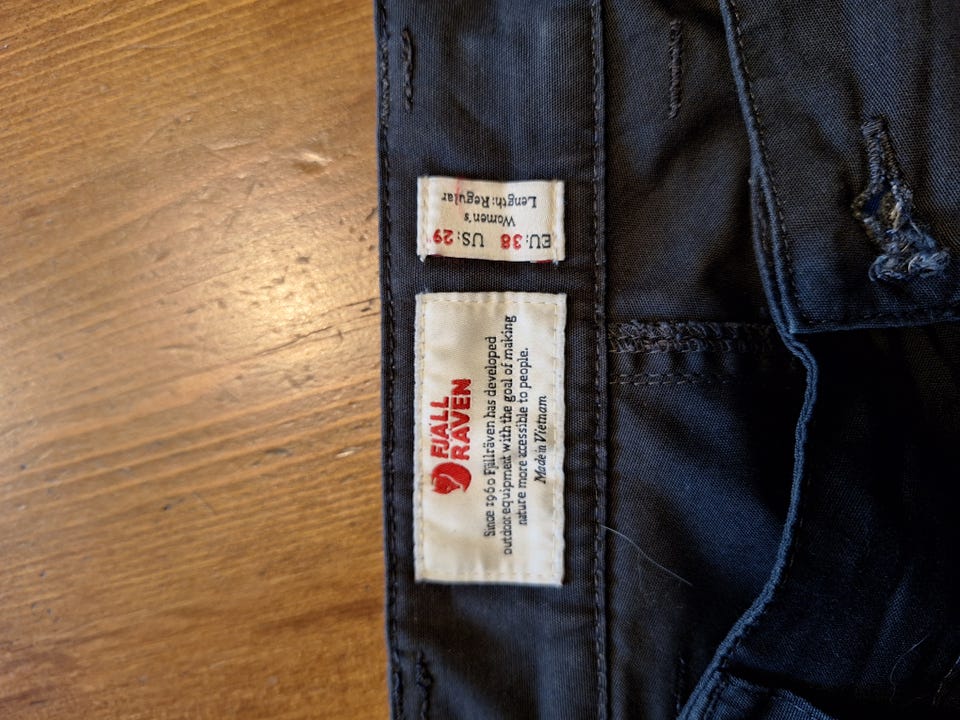 EU:38 US:29"
Women's
Length: Regular
FJÄLL
RÄVEN
Since 1960 Fjällräven has developed
outdoor equipment with the goal of making
nature more accessible to people.
Made in Vietnam